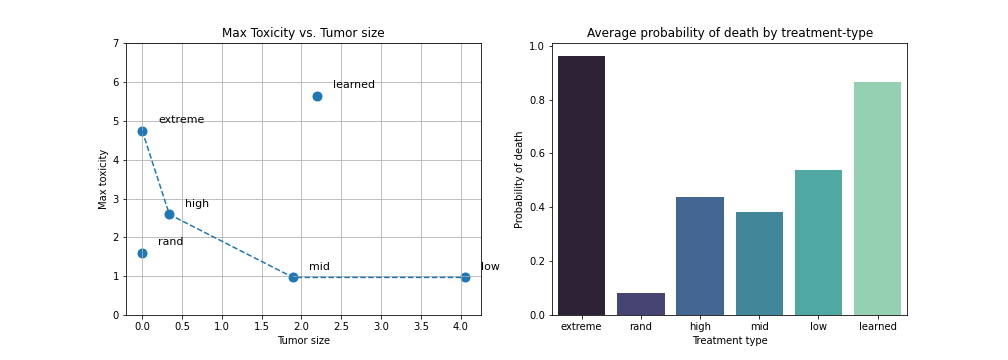 Max Toxicity vs. Tumor size
Max toxicity
7
6
5
4
3
2
1
0
learned
extreme
high
rand
mid
low
0.0 0.5 1.0 1.5 2.0 2.5 3.0 3.5 4.0
Tumor size
Average probability of death by treatment-type
Probability of death
1.0
0.8
0.6
0.4
0.2
0.0
extreme rand high mid low learned
Treatment type